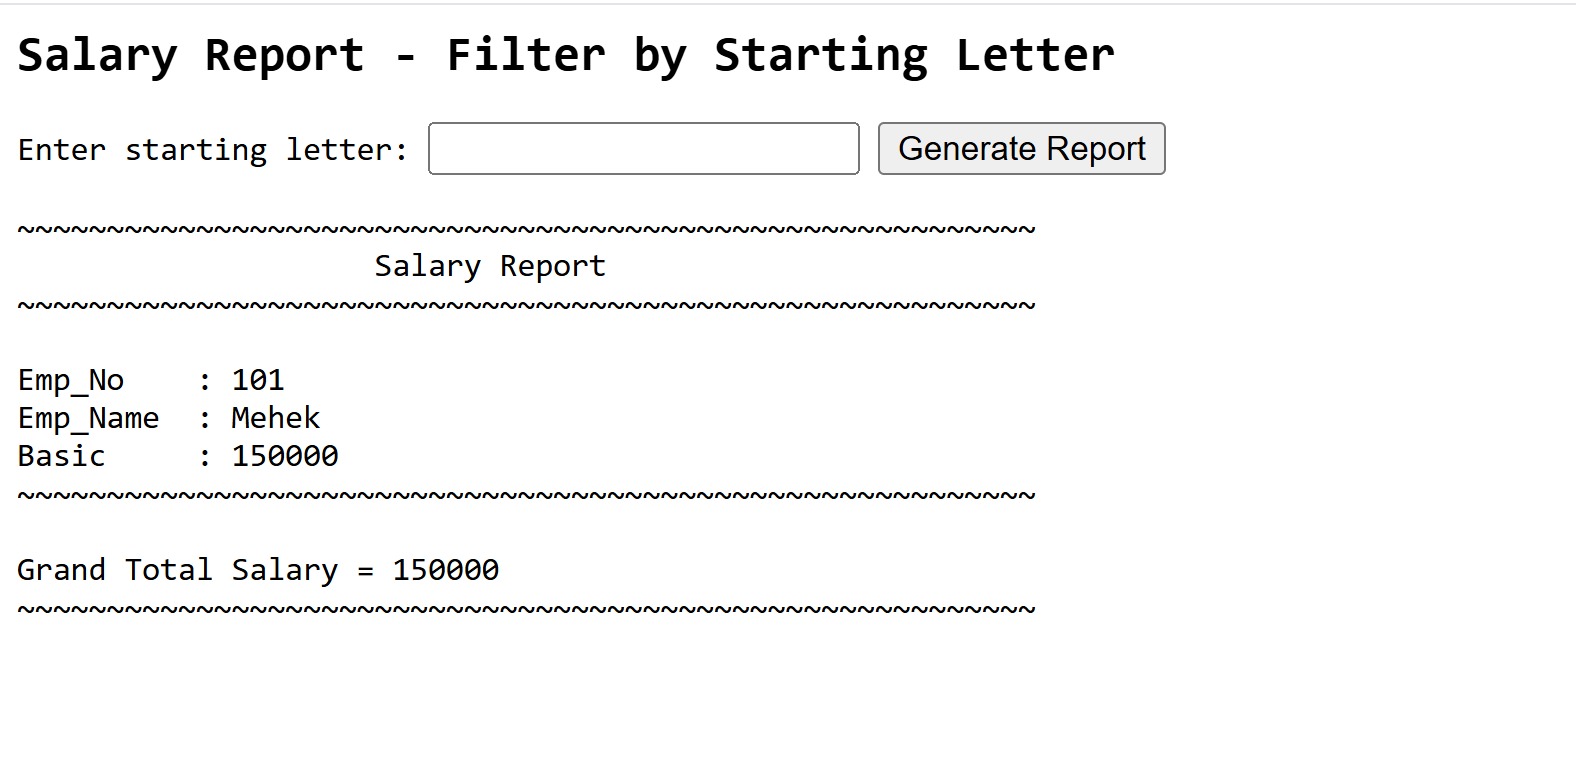 Salary Report - Filter by Starting Letter
Enter starting letter: Generate Report
~~~~~~~~~~~~~~~~~~~~~~~~~~~~~~~~~~~~~~~~~~~~~~~~~~~~~~~~~
Salary Report
~~~~~~~~~~~~~~~~~~~~~~~~~~~~~~~~~~~~~~~~~~~~~~~~~~~~~~~~~
Emp_No : 101
Emp_Name : Mehek
Basic : 150000
~~~~~~~~~~~~~~~~~~~~~~~~~~~~~~~~~~~~~~~~~~~~~~~~~~~~~~~~~
Grand Total Salary = 150000
~~~~~~~~~~~~~~~~~~~~~~~~~~~~~~~~~~~~~~~~~~~~~~~~~~~~~~~~~